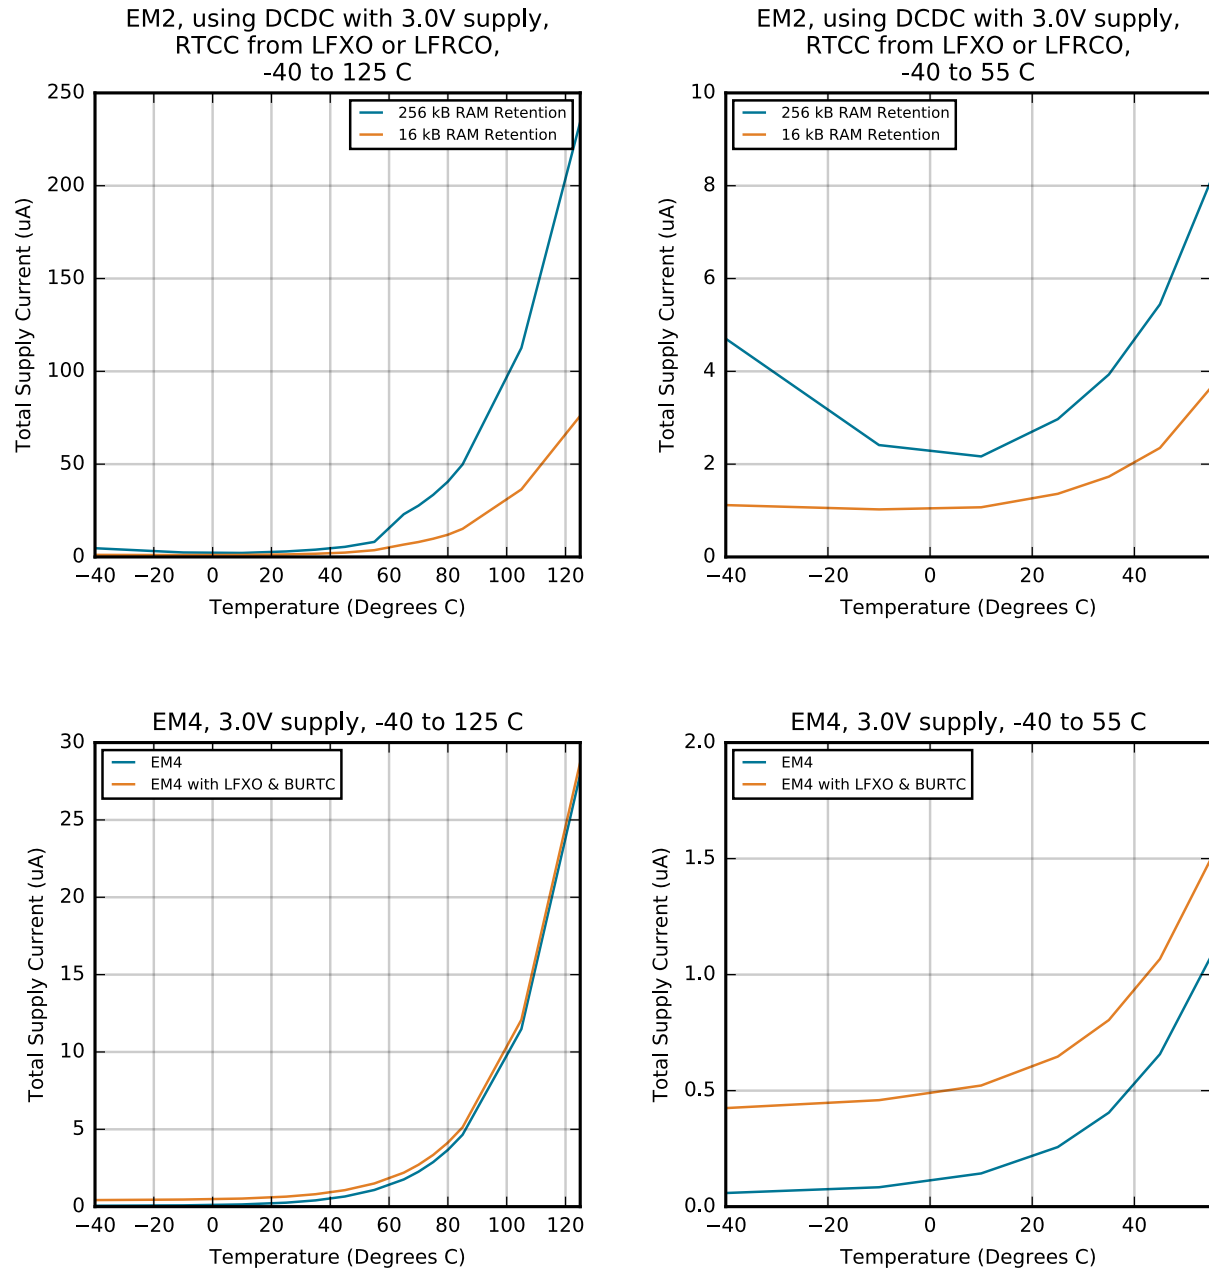 EM2, using DCDC with 3.0V supply,
RTCC from LFXO or LFRCO,
-40 to 125 C
250
200
150
100
50
0
Total Supply Current (uA)
256 kB RAM Retention
16 kB RAM Retention
−40 −20 0 20 40 60 80 100 120
Temperature (Degrees C)
EM2, using DCDC with 3.0V supply,
RTCC from LFXO or LFRCO,
-40 to 55 C
10
8
6
4
2
0
Total Supply Current (uA)
256 kB RAM Retention
16 kB RAM Retention
−40 −20 0 20 40
Temperature (Degrees C)
EM4, 3.0V supply, -40 to 125 C
30
25
20
15
10
5
0
Total Supply Current (uA)
EM4
EM4 with LFXO & BURTC
−40 −20 0 20 40 60 80 100 120
Temperature (Degrees C)
EM4, 3.0V supply, -40 to 55 C
2.0
1.5
1.0
0.5
0.0
Total Supply Current (uA)
EM4
EM4 with LFXO & BURTC
−40 −20 0 20 40
Temperature (Degrees C)